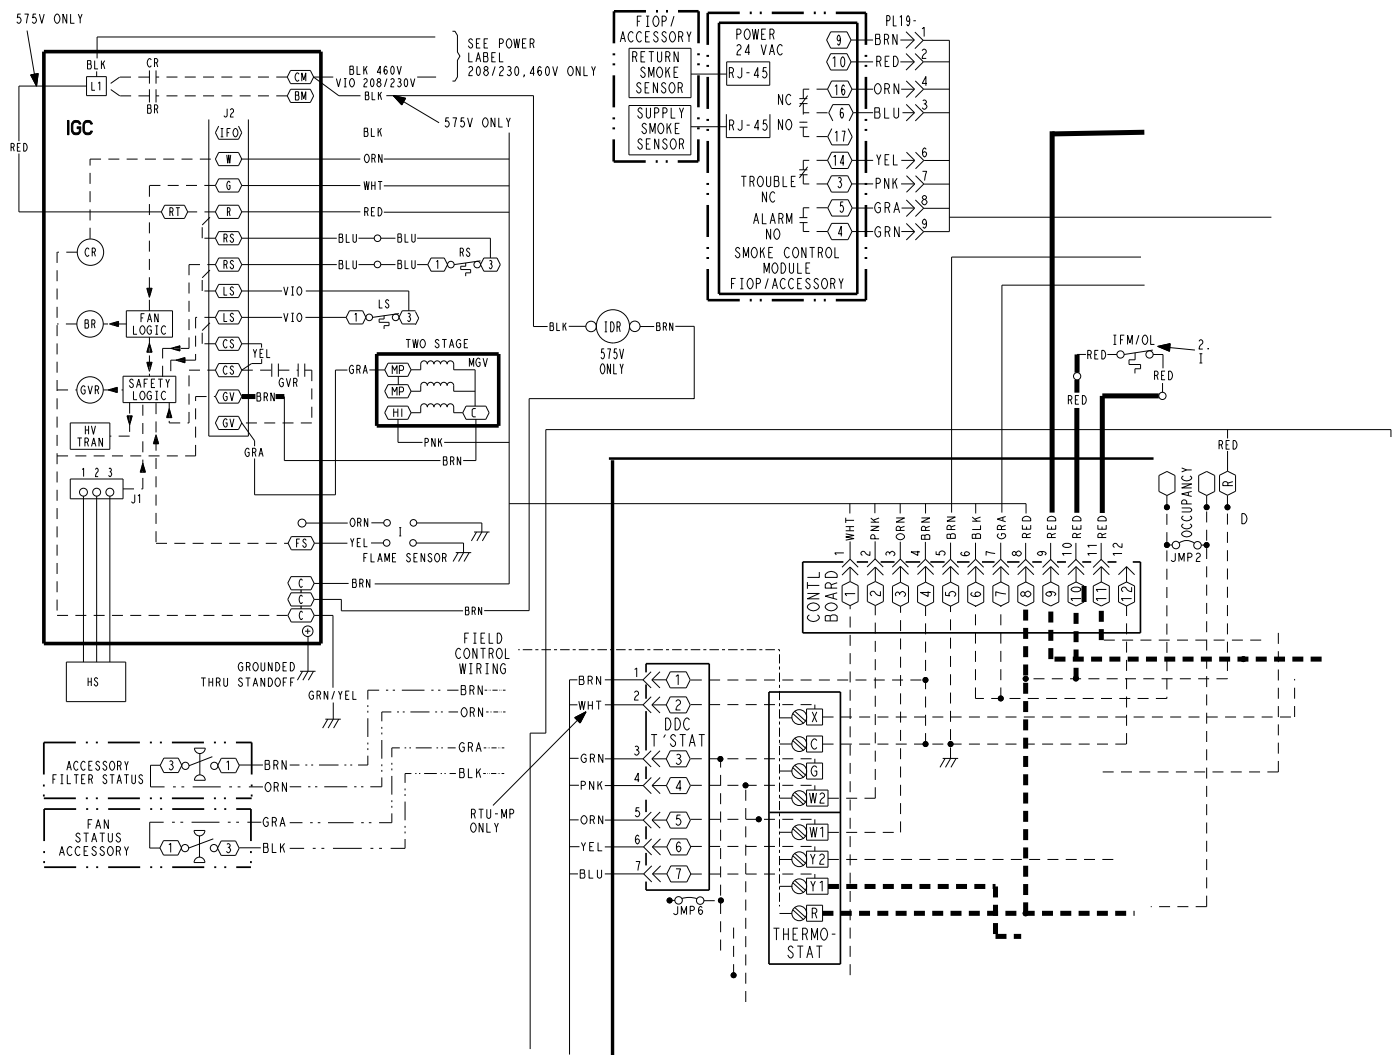 575V ONLY
BLK
L1
CR
BR
CM
BM
BLK 460V
VIO 208/230V
BLK
SEE POWER
LABEL
208/230,460V ONLY
575V ONLY
IGC
RED
J2
IFO
BLK
W
ORN
G
WHT
RT
R
RED
RS
BLU
BLU
RS
BLU
BLU
1
RS
3
LS
VIO
LS
LS
VIO
1
3
CS
YEL
CS
GVR
GV
BRN
GV
GRA
CR
BR
FAN
LOGIC
GVR
SAFETY
LOGIC
HV
TRAN
1 2 3
J1
TWO STAGE
GRA
MP
MGV
MP
HI
C
PNK
BRN
BLK
IDR
BRN
575V
ONLY
ORN
I
FS
YEL
FLAME SENSOR
C
BRN
C
BRN
C
HS
GROUNDED
THRU STANDOFF
GRN/YEL
FIELD
CONTROL
WIRING
BRN
ORN
GRA
BLK
ACCESSORY
FILTER STATUS
3
1
BRN
ORN
FAN
STATUS
ACCESSORY
1
3
GRA
BLK
RTU-MP
ONLY
FIOP/
ACCESSORY
RETURN
SMOKE
SENSOR
SUPPLY
SMOKE
SENSOR
POWER
24 VAC
RJ-45
RJ-45
NC
NO
TROUBLE
NC
ALARM
NO
SMOKE CONTROL
MODULE
FIOP/ACCESSORY
PL19-
9
BRN
1
10
RED
2
16
ORN
4
6
BLU
3
17
14
YEL
6
3
PNK
7
5
GRA
8
4
GRN
9
IFM/OL
RED
2.
I
RED
RED
RED
R
OCCUPANCY
D
JMP2
WHT
PNK
ORN
BRN
BRN
BLK
GRA
RED
RED
RED
RED
1
2
3
4
5
6
7
8
9
10
11
12
CONTL
BOARD
1
2
3
4
5
6
7
8
9
10
11
12
BRN
1
1
WHT
2
2
DDC
T'STAT
GRN
3
3
PNK
4
4
ORN
5
5
YEL
6
6
BLU
7
7
JMP6
X
C
G
W2
W1
Y2
Y1
R
THERMO-
STAT